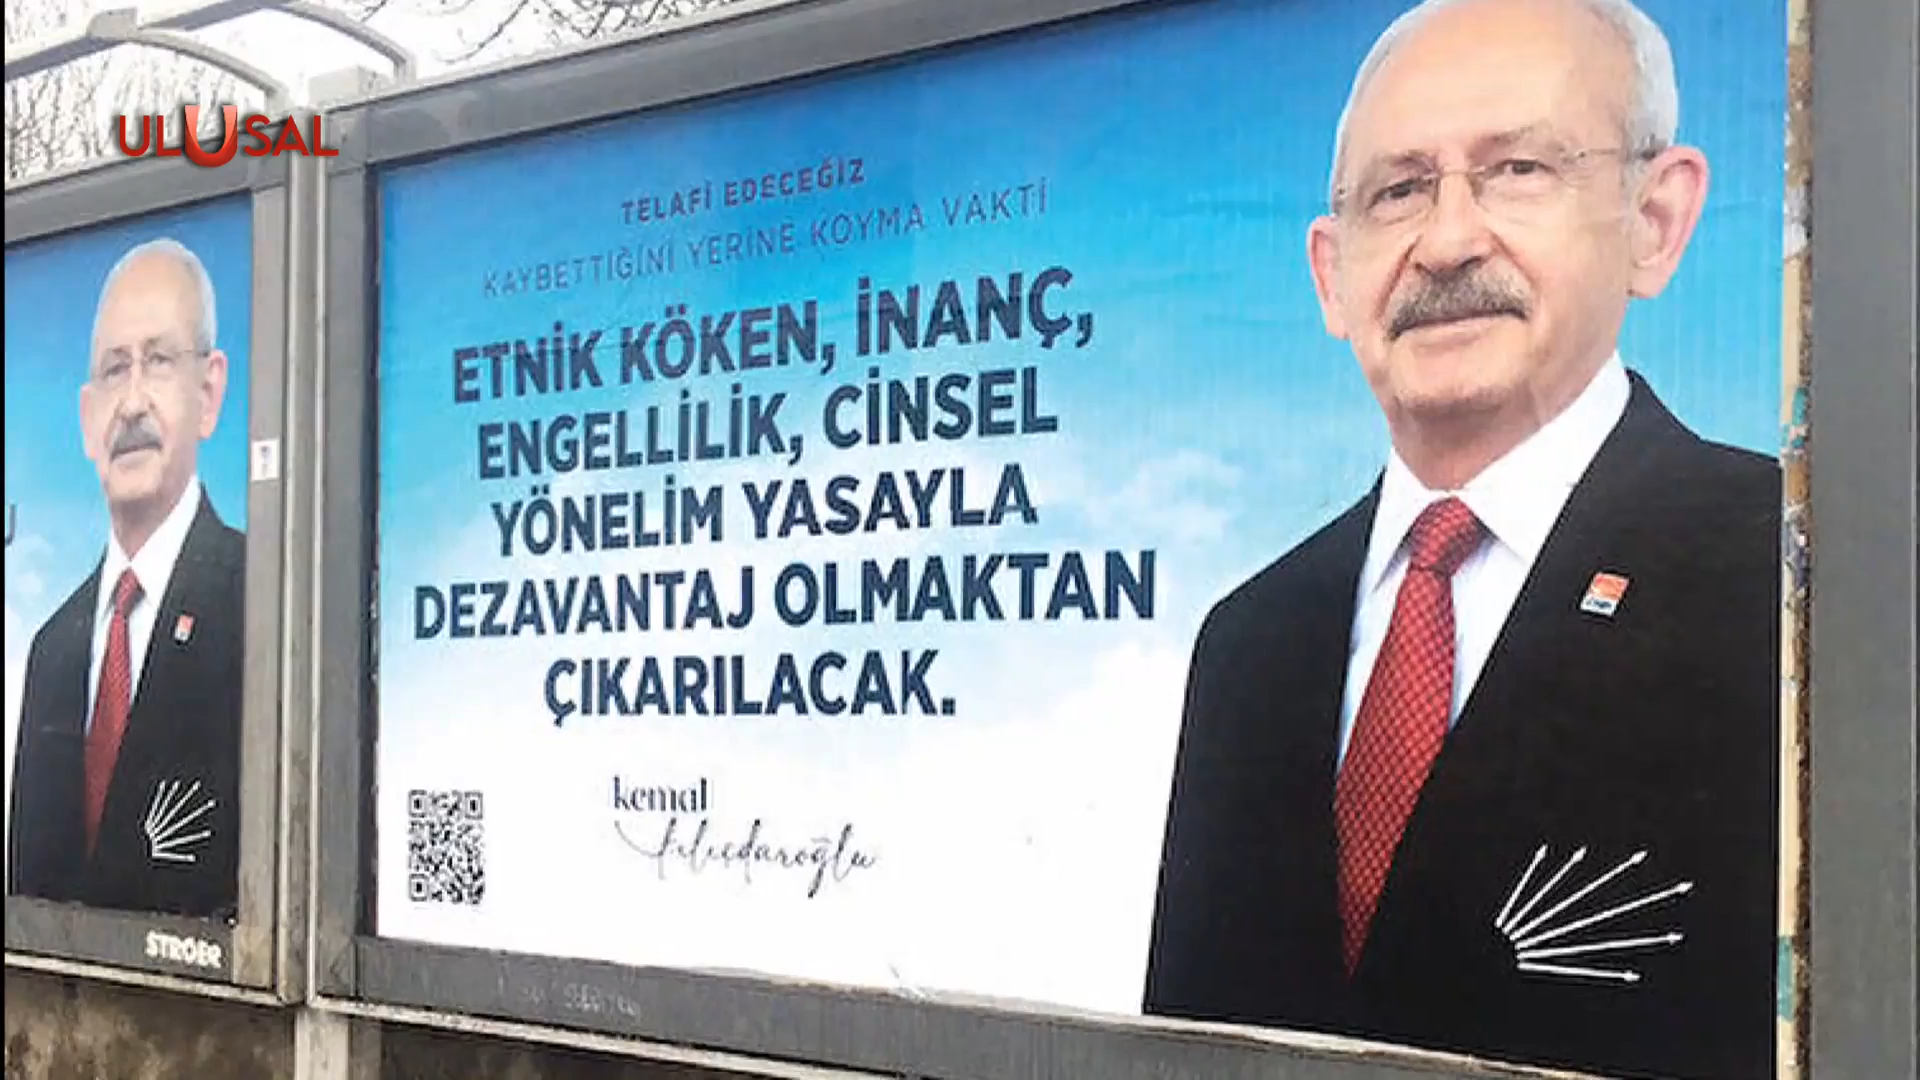 ULUSAL
TELAFİ EDECEĞİZ
KAYBETTİĞİNİ YERİNE KOYMA VAKTİ
ETNİK KÖKEN, İNANÇ,
ENGELLİLİK, CİNSEL
YÖNELİM YASAYLA
DEZAVANTAJ OLMAKTAN
ÇIKARILACAK.
kemal
kılıçdaroğlu
STROER